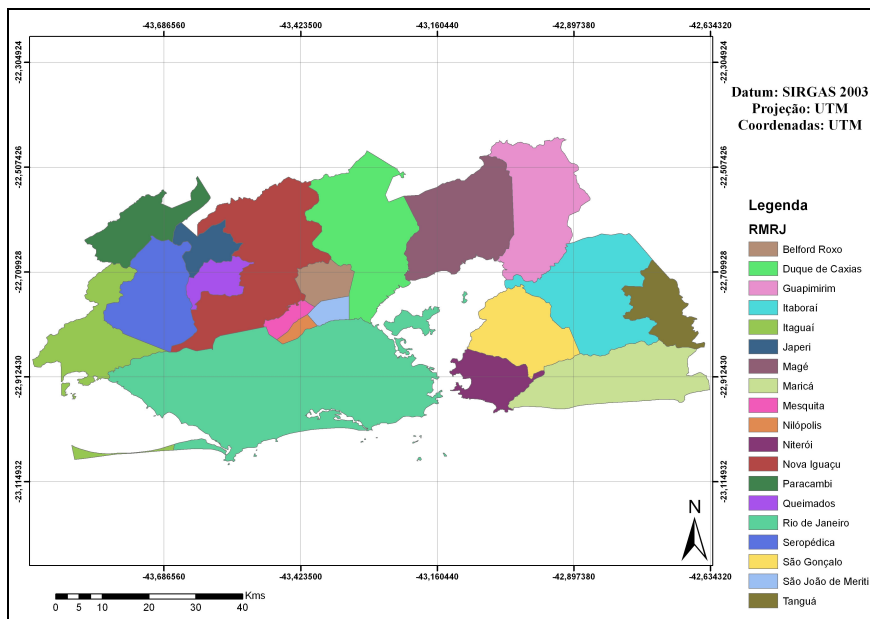 -43,686560 -43,423500 -43,160440 -42,897380 -42,634320
-22,304924 -22,304924
Datum: SIRGAS 2003
Projeção: UTM
Coordenadas: UTM
-22,507426 -22,507426
-22,709928 -22,709928
-22,912430 -22,912430
-23,114932 -23,114932
Legenda
RMRJ
Belford Roxo
Duque de Caxias
Guapimirim
Itaboraí
Itaguaí
Japeri
Magé
Maricá
Mesquita
Nilópolis
Niterói
Nova Iguaçu
Paracambi
Queimados
Rio de Janeiro
Seropédica
São Gonçalo
São João de Meriti
Tanguá
N
-43,686560 -43,423500 -43,160440 -42,897380 -42,634320
Kms
0 5 10 20 30 40